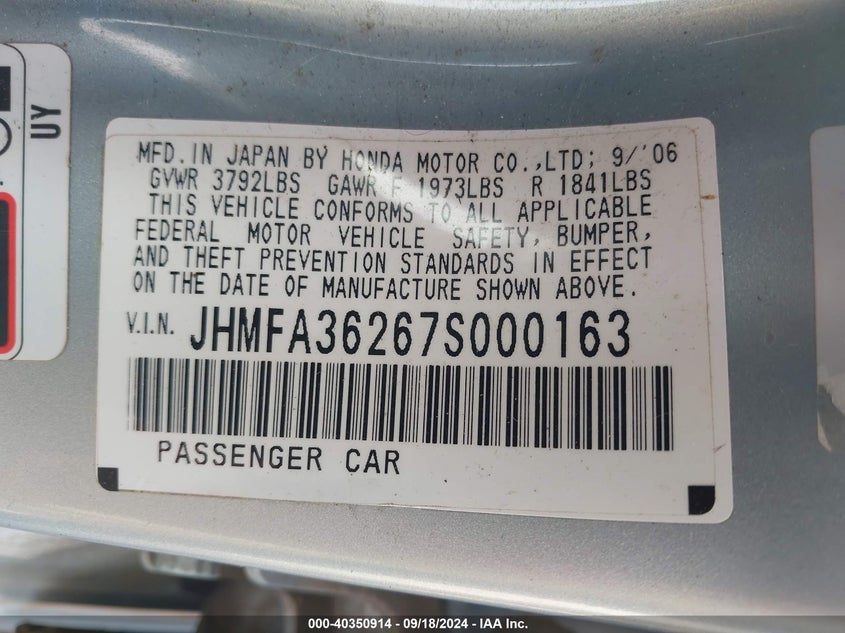 UY
MFD. IN JAPAN BY HONDA MOTOR CO.,LTD; 9/'06
GVWR 3792LBS GAWR F 1973LBS R 1841LBS
THIS VEHICLE CONFORMS TO ALL APPLICABLE
FEDERAL MOTOR VEHICLE SAFETY, BUMPER,
AND THEFT PREVENTION STANDARDS IN EFFECT
ON THE DATE OF MANUFACTURE SHOWN ABOVE.
V.I.N. JHMFA36267S000163
PASSENGER CAR
000-40350914 - 09/18/2024 - IAA Inc.